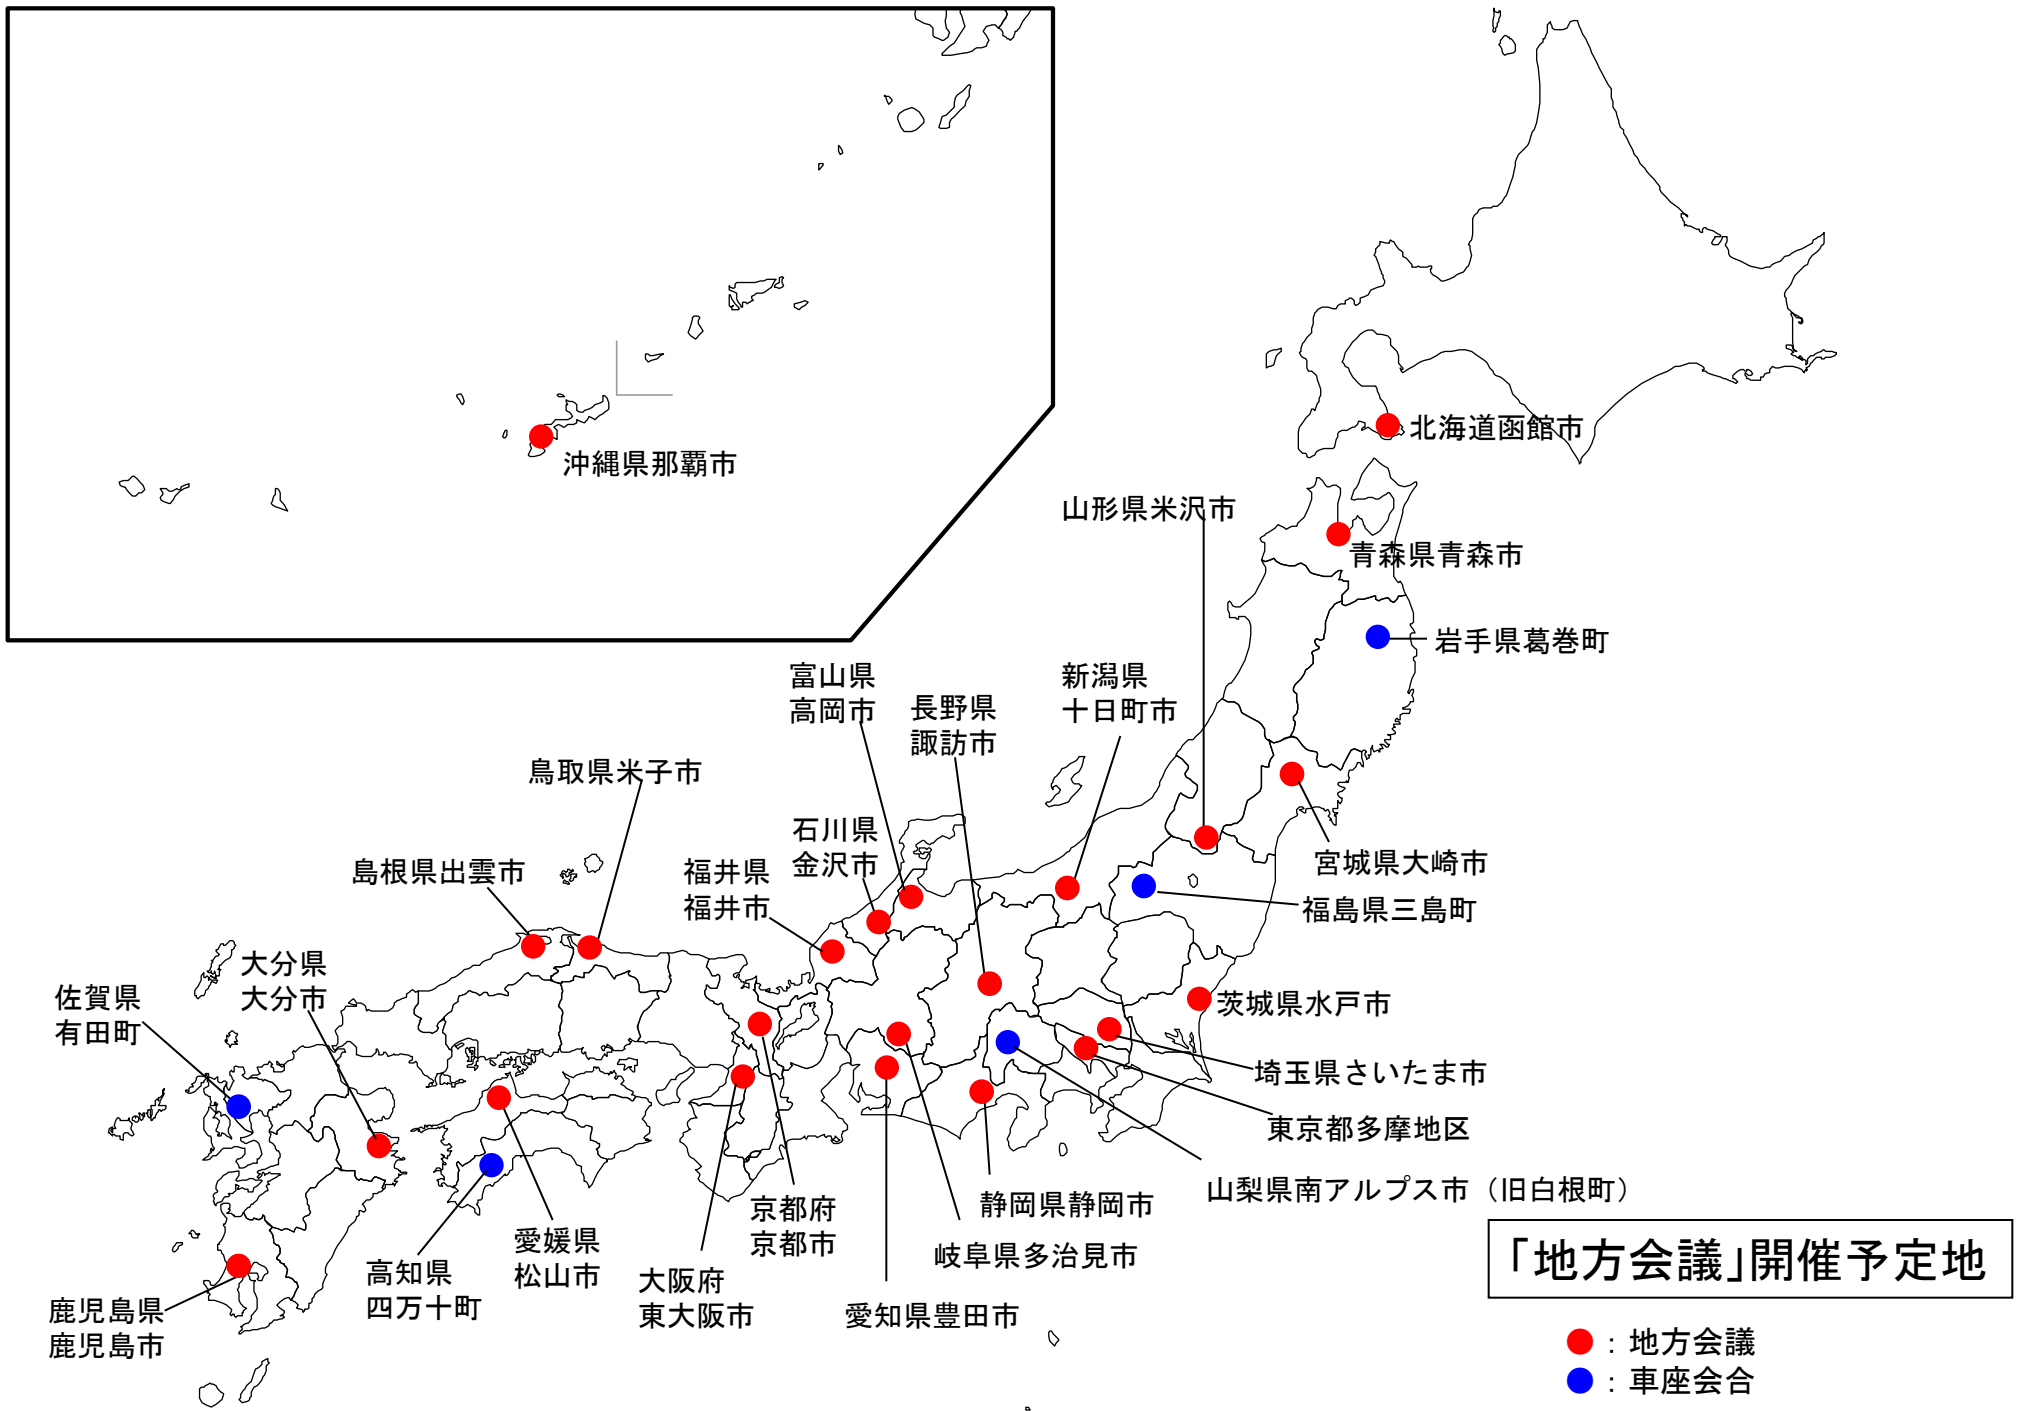 北海道函館市
沖縄県那覇市
山形県米沢市
青森県青森市
岩手県葛巻町
富山県
高岡市
長野県
諏訪市
新潟県
十日町市
鳥取県米子市
石川県
金沢市
島根県出雲市
福井県
福井市
宮城県大崎市
福島県三島町
大分県
大分市
佐賀県
有田町
茨城県水戸市
埼玉県さいたま市
東京都多摩地区
山梨県南アルプス市（旧白根町）
静岡県静岡市
京都府
京都市
岐阜県多治見市
愛媛県
松山市
高知県
四万十町
大阪府
東大阪市
愛知県豊田市
鹿児島県
鹿児島市
「地方会議」開催予定地
：地方会議
：車座会合